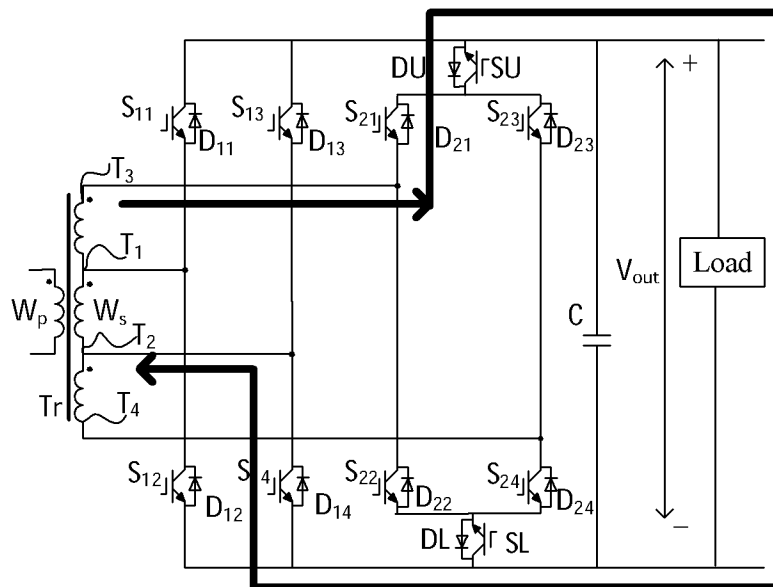 DU
SU
S11
S13
S21
S23
D11
D13
D21
D23
+
T3
T1
Wp
Ws
T2
Vout
Load
C
Tr
T4
S12
S 4
S22
S24
D12
D14
D22
D24
DL
SL
−